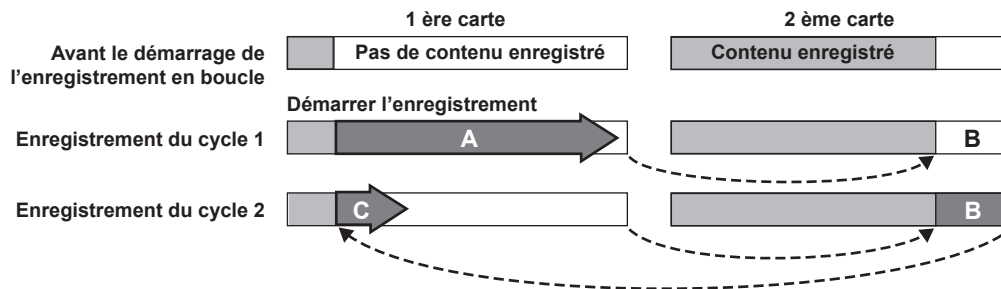 1 ère carte
2 ème carte
Avant le démarrage de
l’enregistrement en boucle
Pas de contenu enregistré
Contenu enregistré
Démarrer l’enregistrement
Enregistrement du cycle 1
A
B
Enregistrement du cycle 2
C
B